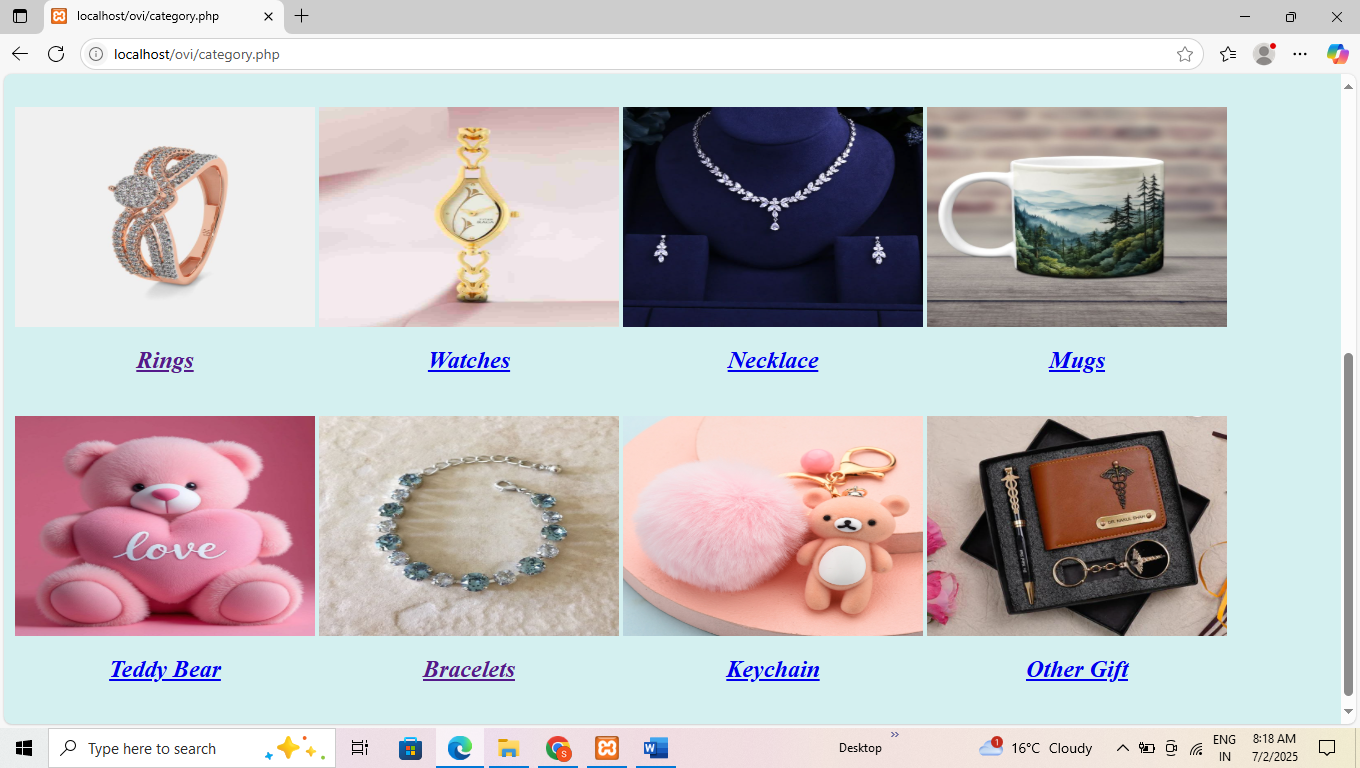 localhost/ovi/category.php
localhost/ovi/category.php
Rings
Watches
Necklace
Mugs
love
Teddy Bear
Bracelets
Keychain
Other Gift
Type here to search
Desktop
1
16°C Cloudy
ENG
IN
8:18 AM
7/2/2025